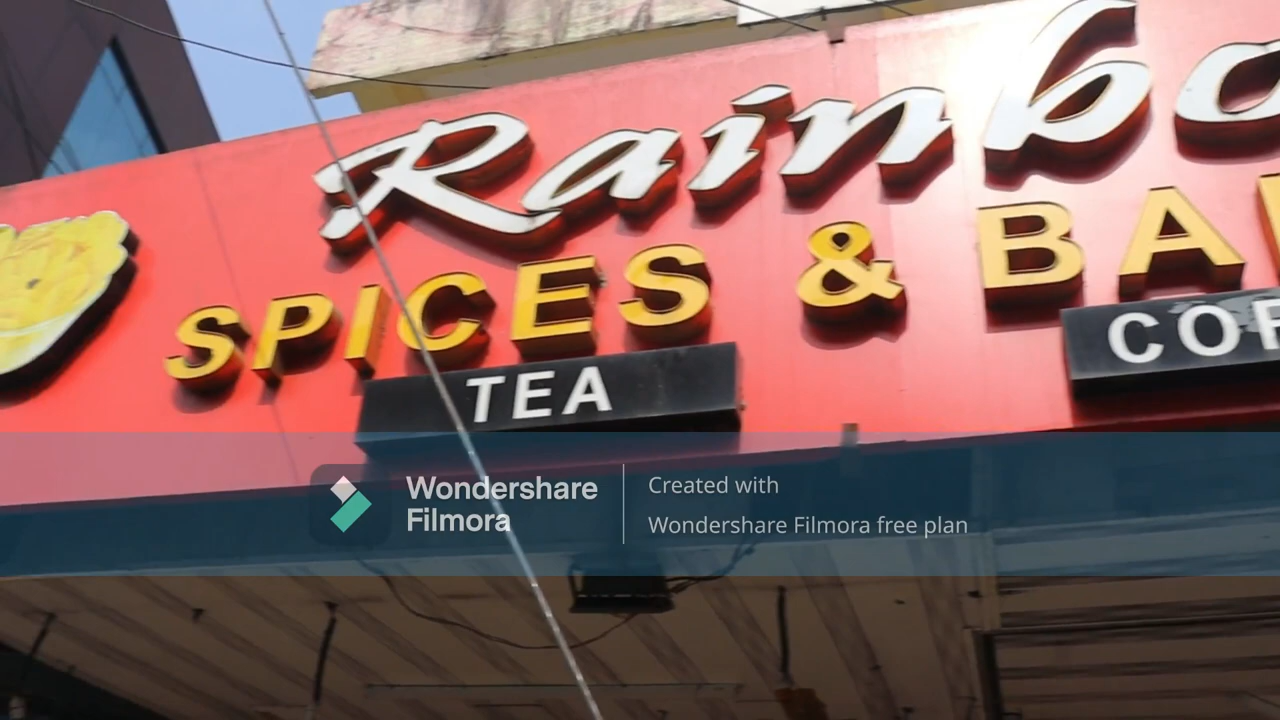 Rainbo
SPICES & BA
TEA
COF
Wondershare
Filmora
Created with
Wondershare Filmora free plan